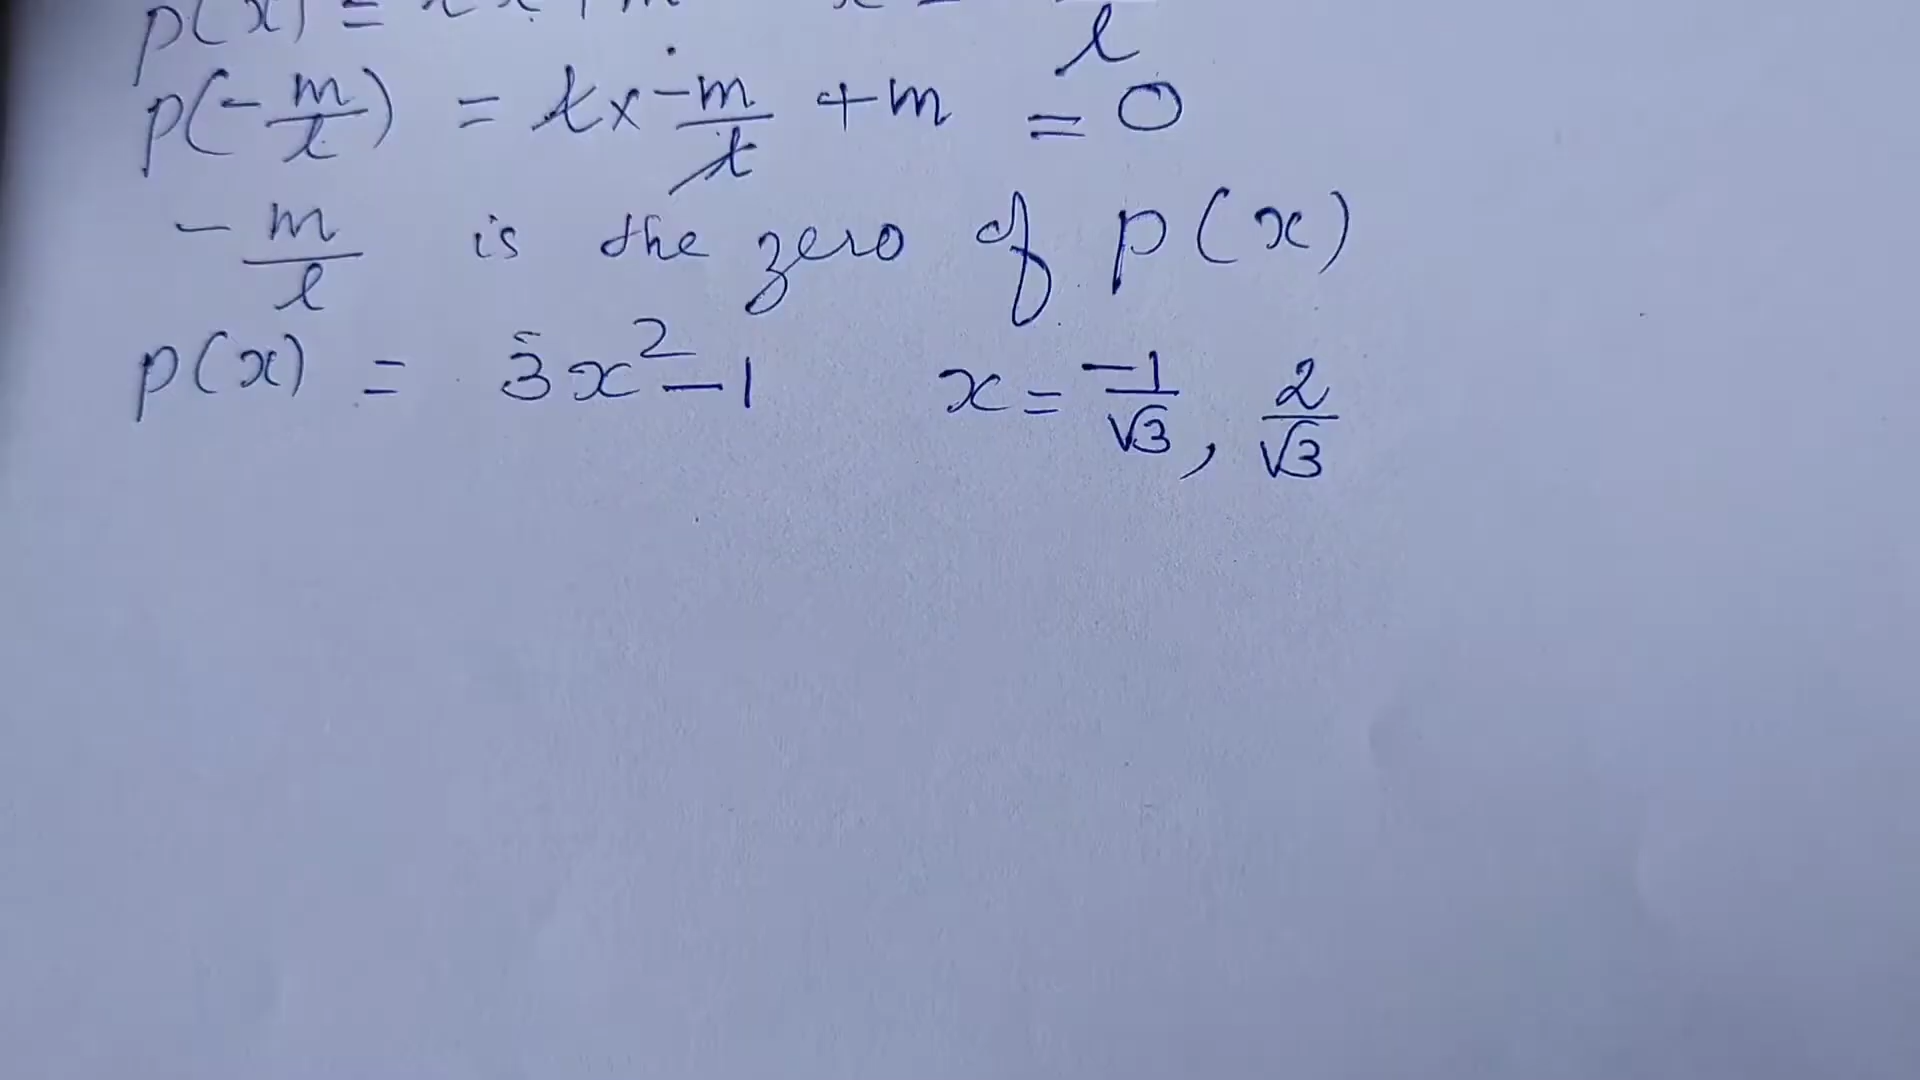 p(x) =
l
p(-m/l) = l x -m/l + m = 0
-m/l is the zero of p(x)
p(x) = 3x² - 1 x = -1/√3, 2/√3